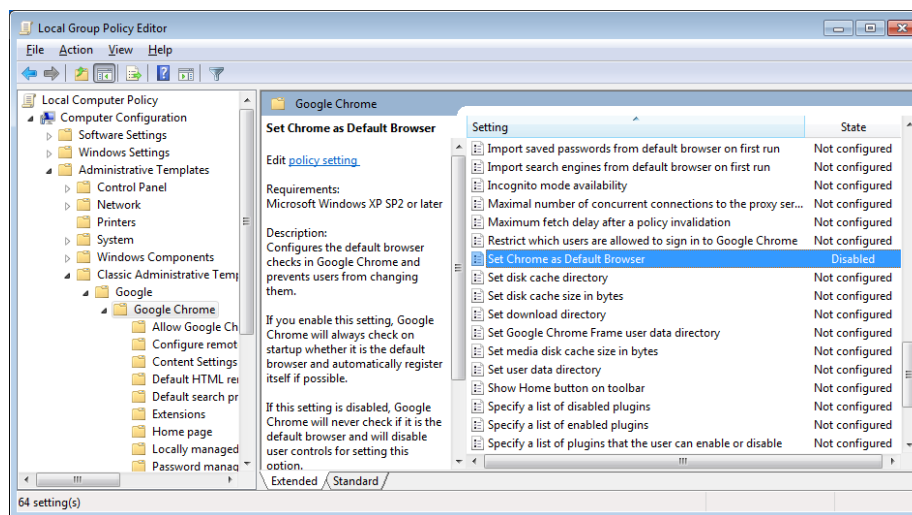 Local Group Policy Editor
File Action View Help
Local Computer Policy
Computer Configuration
Software Settings
Windows Settings
Administrative Templates
Control Panel
Network
Printers
System
Windows Components
Classic Administrative Temp
Google
Google Chrome
Allow Google Ch
Configure remot
Content Settings
Default HTML rei
Default search pr
Extensions
Home page
Locally managed
Password manag
Google Chrome
Set Chrome as Default Browser
Edit policy setting
Requirements:
Microsoft Windows XP SP2 or later
Description:
Configures the default browser
checks in Google Chrome and
prevents users from changing
them.
If you enable this setting, Google
Chrome will always check on
startup whether it is the default
browser and automatically register
itself if possible.
If this setting is disabled, Google
Chrome will never check if it is the
default browser and will disable
user controls for setting this
option.
Setting State
Import saved passwords from default browser on first run Not configured
Import search engines from default browser on first run Not configured
Incognito mode availability Not configured
Maximal number of concurrent connections to the proxy ser... Not configured
Maximum fetch delay after a policy invalidation Not configured
Restrict which users are allowed to sign in to Google Chrome Not configured
Set Chrome as Default Browser Disabled
Set disk cache directory Not configured
Set disk cache size in bytes Not configured
Set download directory Not configured
Set Google Chrome Frame user data directory Not configured
Set media disk cache size in bytes Not configured
Set user data directory Not configured
Show Home button on toolbar Not configured
Specify a list of disabled plugins Not configured
Specify a list of enabled plugins Not configured
Specify a list of plugins that the user can enable or disable Not configured
Extended Standard
64 setting(s)